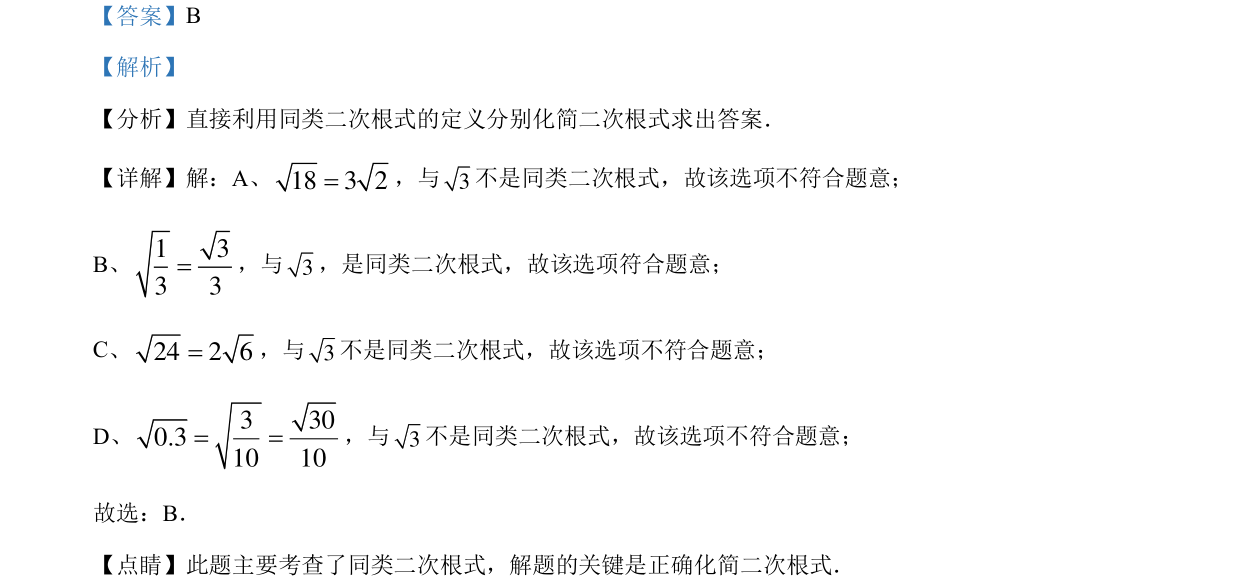 【答案】B
【解析】
【分析】直接利用同类二次根式的定义分别化简二次根式求出答案．
【详解】解：A、√18 = 3√2，与√3不是同类二次根式，故该选项不符合题意；
B、√(1/3) = √3/3，与√3，是同类二次根式，故该选项符合题意；
C、√24 = 2√6，与√3不是同类二次根式，故该选项不符合题意；
D、√0.3 = √(3/10) = √30/10，与√3不是同类二次根式，故该选项不符合题意；
故选：B．
【点睛】此题主要考查了同类二次根式，解题的关键是正确化简二次根式．